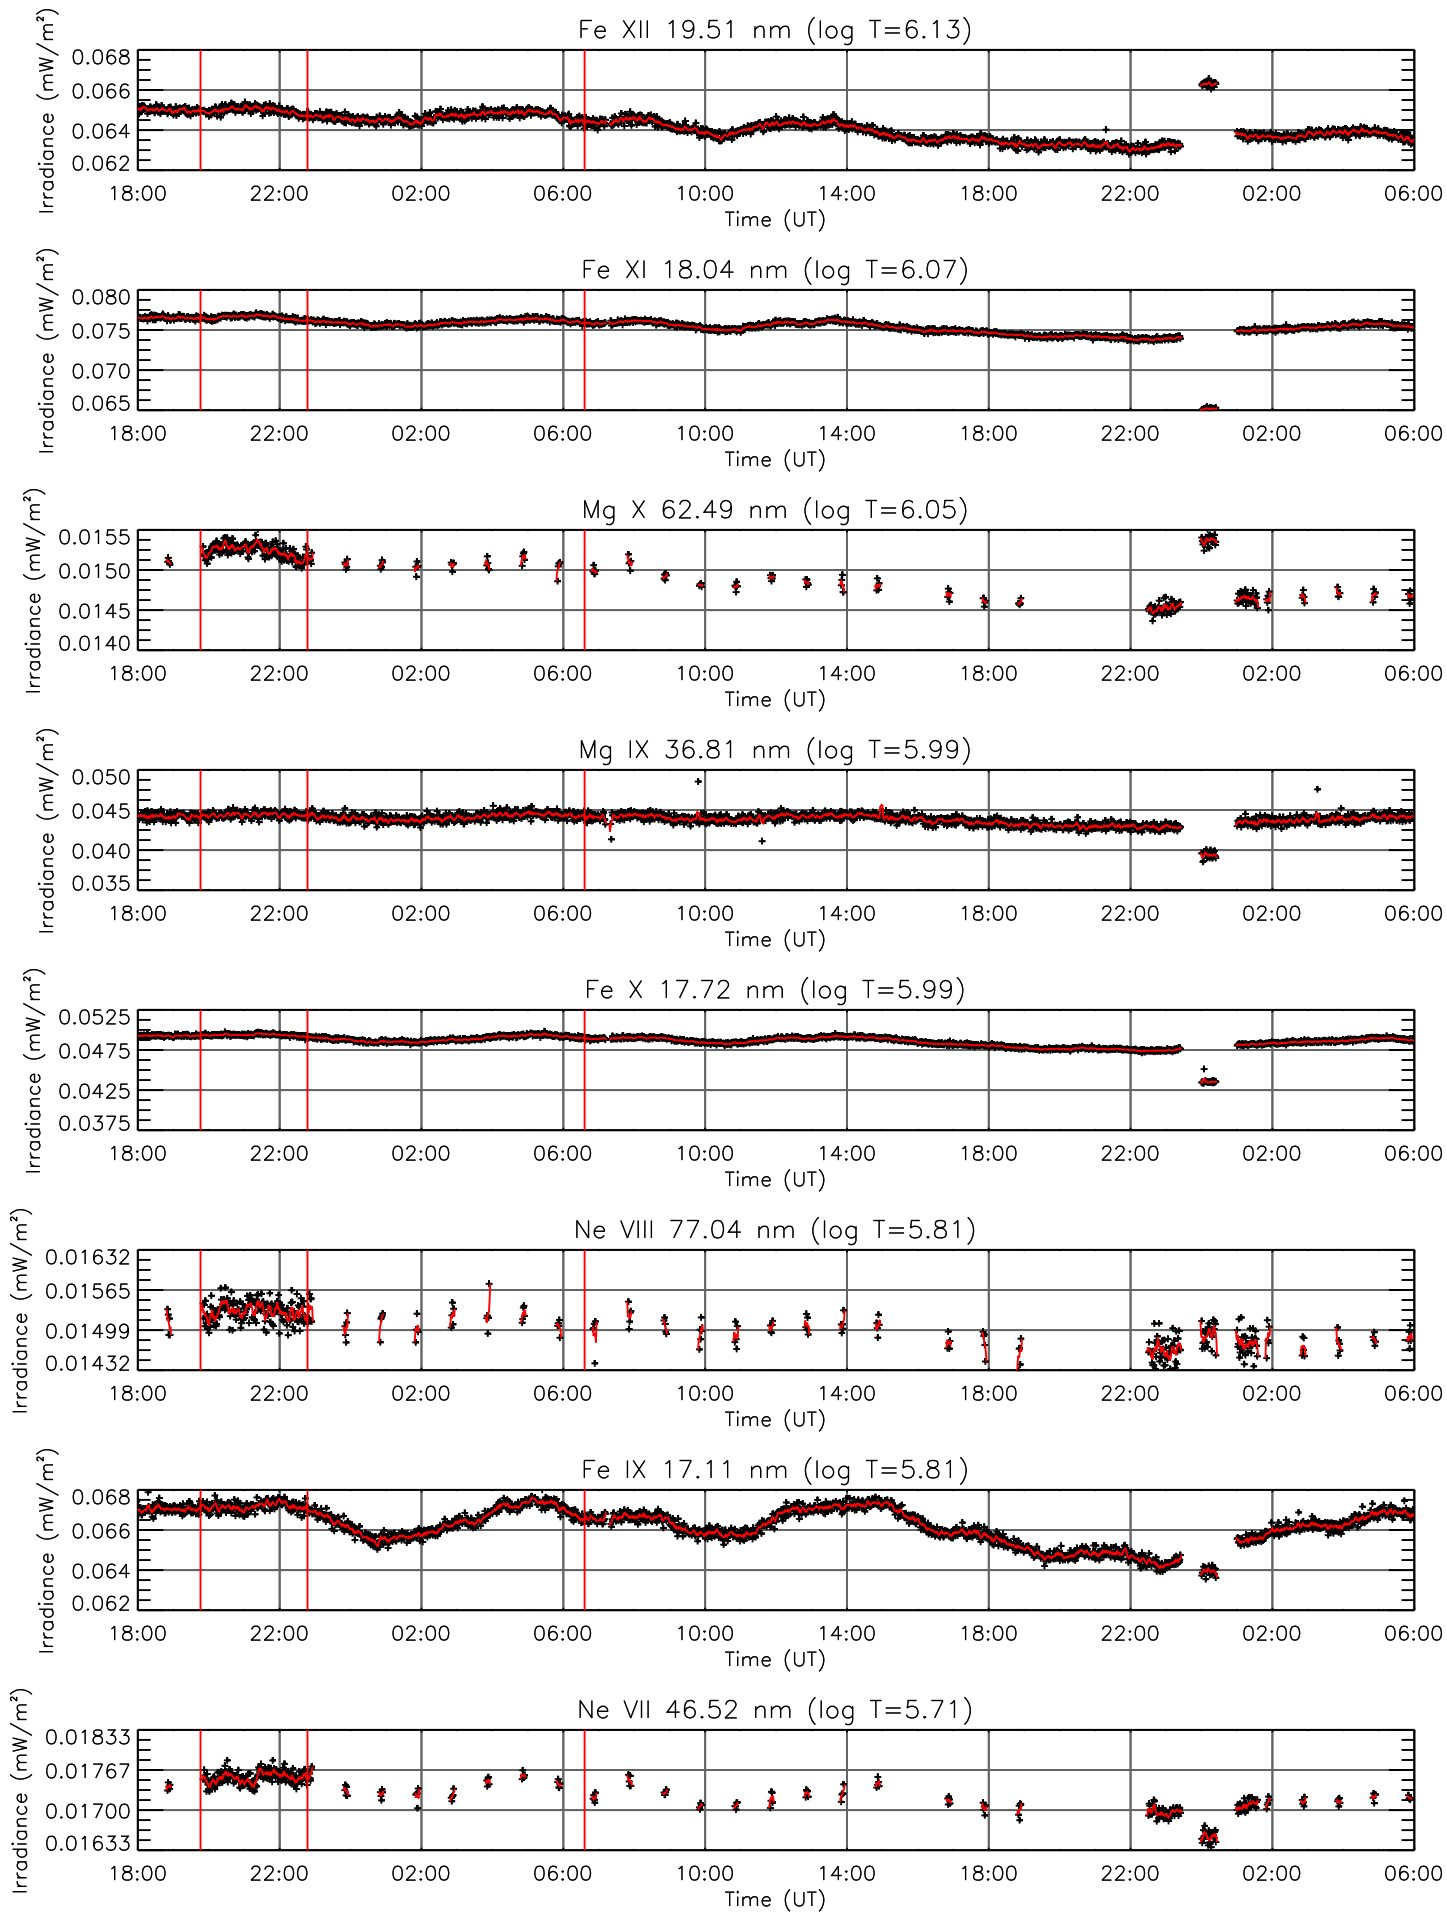 Fe XII 19.51 nm (log T=6.13)
Irradiance (mW/m²)
0.068
0.066
0.064
0.062
18:00 22:00 02:00 06:00 10:00 14:00 18:00 22:00 02:00 06:00
Time (UT)
Fe XI 18.04 nm (log T=6.07)
Irradiance (mW/m²)
0.080
0.075
0.070
0.065
18:00 22:00 02:00 06:00 10:00 14:00 18:00 22:00 02:00 06:00
Time (UT)
Mg X 62.49 nm (log T=6.05)
Irradiance (mW/m²)
0.0155
0.0150
0.0145
0.0140
18:00 22:00 02:00 06:00 10:00 14:00 18:00 22:00 02:00 06:00
Time (UT)
Mg IX 36.81 nm (log T=5.99)
Irradiance (mW/m²)
0.050
0.045
0.040
0.035
18:00 22:00 02:00 06:00 10:00 14:00 18:00 22:00 02:00 06:00
Time (UT)
Fe X 17.72 nm (log T=5.99)
Irradiance (mW/m²)
0.0525
0.0475
0.0425
0.0375
18:00 22:00 02:00 06:00 10:00 14:00 18:00 22:00 02:00 06:00
Time (UT)
Ne VIII 77.04 nm (log T=5.81)
Irradiance (mW/m²)
0.01632
0.01565
0.01499
0.01432
18:00 22:00 02:00 06:00 10:00 14:00 18:00 22:00 02:00 06:00
Time (UT)
Fe IX 17.11 nm (log T=5.81)
Irradiance (mW/m²)
0.068
0.066
0.064
0.062
18:00 22:00 02:00 06:00 10:00 14:00 18:00 22:00 02:00 06:00
Time (UT)
Ne VII 46.52 nm (log T=5.71)
Irradiance (mW/m²)
0.01833
0.01767
0.01700
0.01633
18:00 22:00 02:00 06:00 10:00 14:00 18:00 22:00 02:00 06:00
Time (UT)